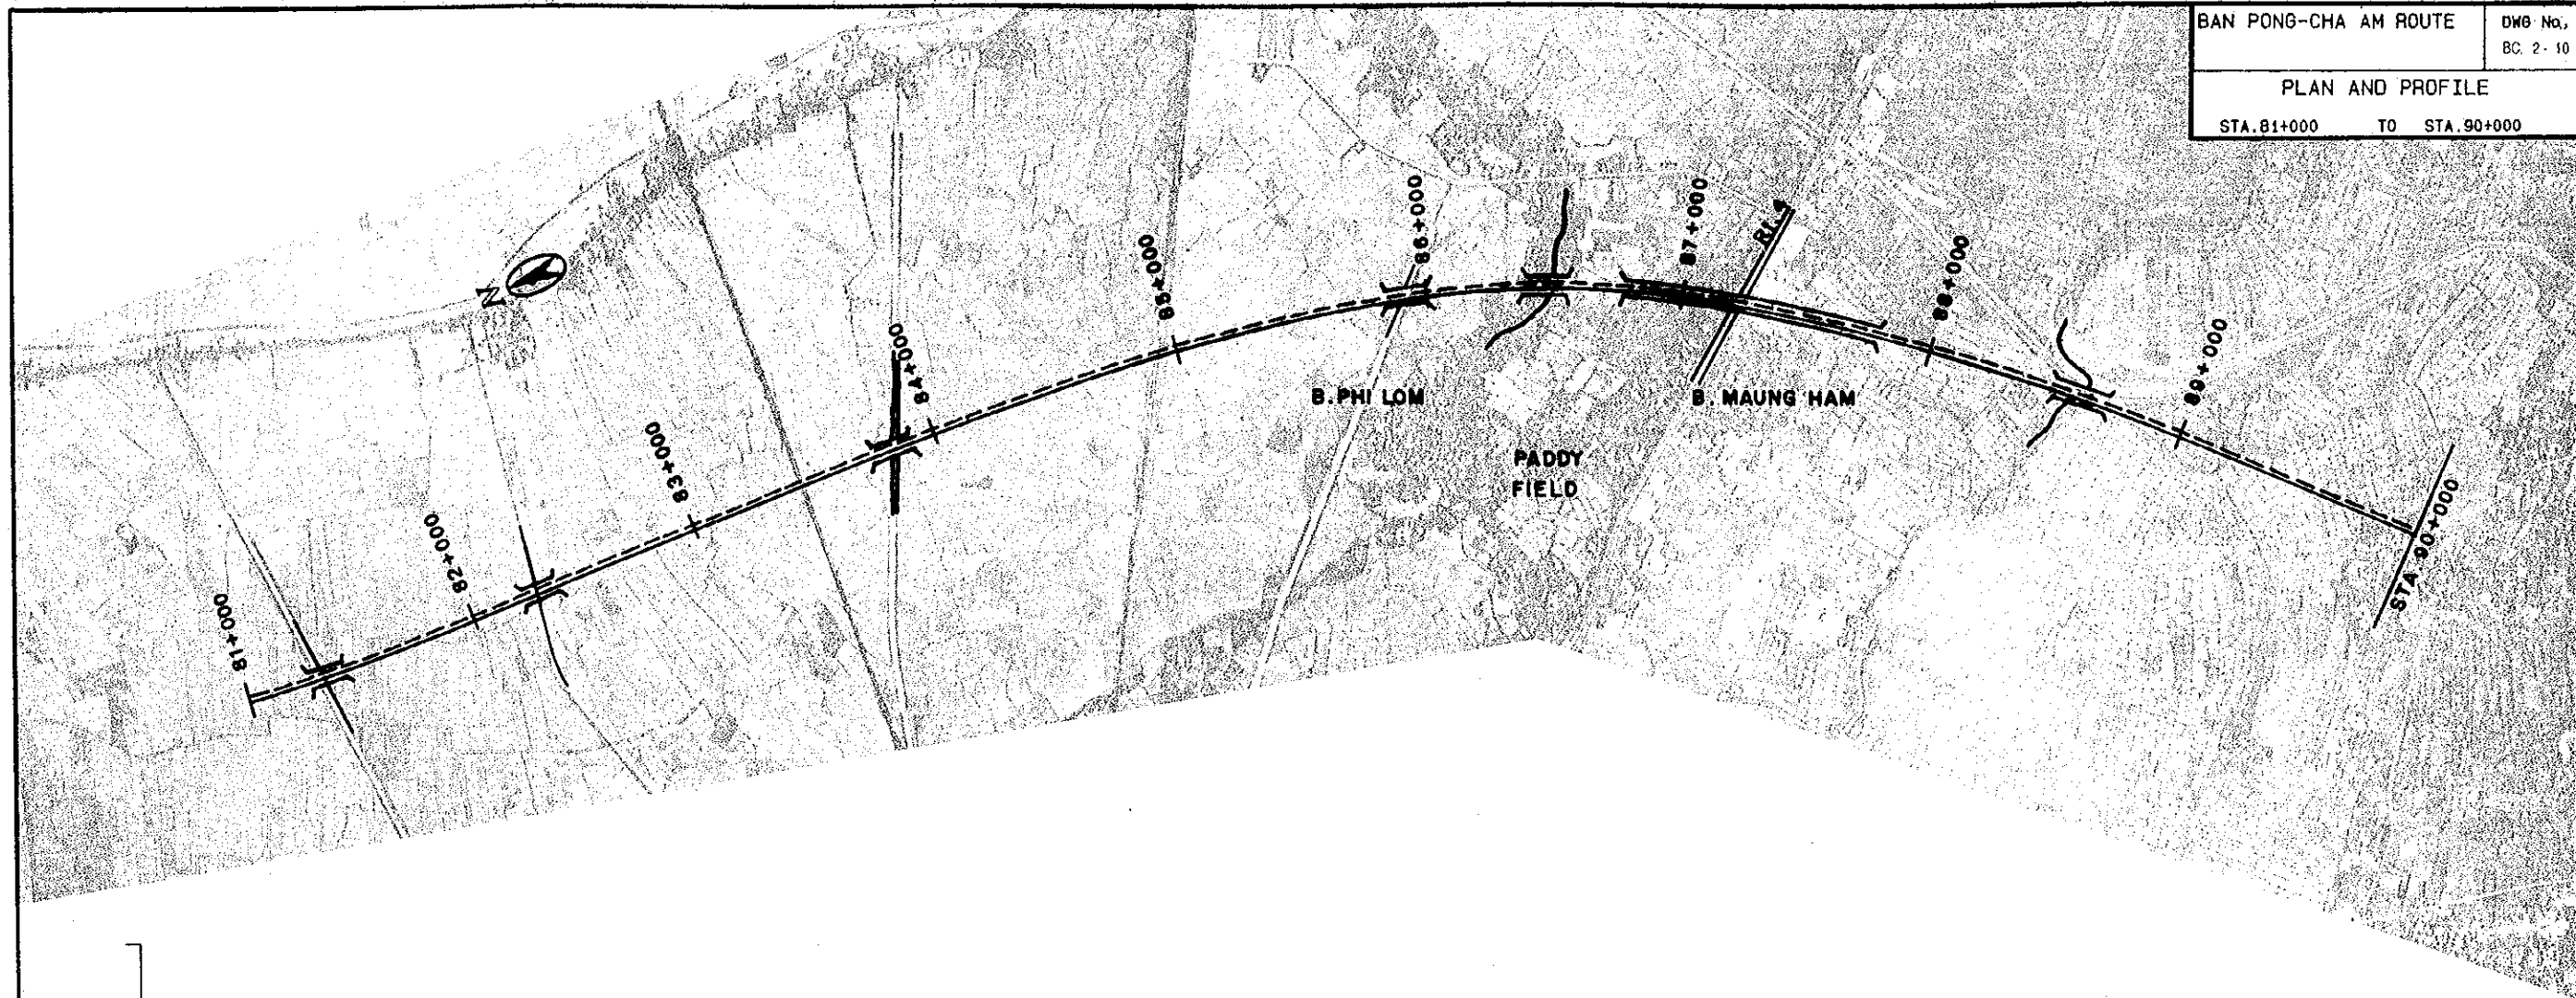 BAN PONG-CHA AM ROUTE
DWG No,
BC. 2- 10
PLAN AND PROFILE
STA.81+000 TO STA.90+000
N
81+000
82+000
83+000
84+000
85+000
86+000
87+000
Rt.4
88+000
89+000
STA.90+000
B.PHI LOM
B. MAUNG HAM
PADDY
FIELD